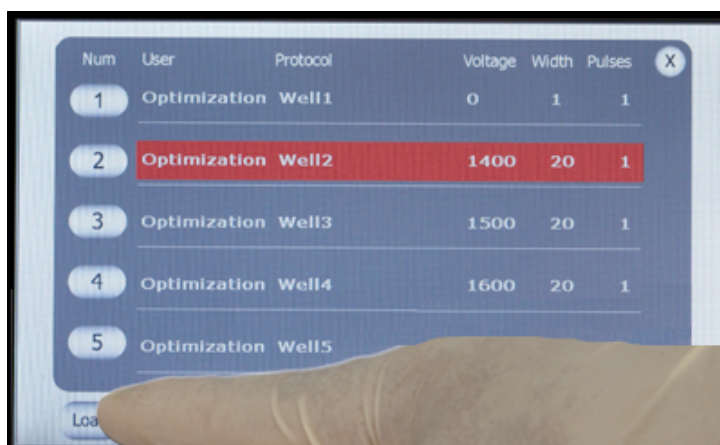 Num User Protocol Voltage Width Pulses X
1 Optimization Well1 0 1 1
2 Optimization Well2 1400 20 1
3 Optimization Well3 1500 20 1
4 Optimization Well4 1600 20 1
5 Optimization Well5